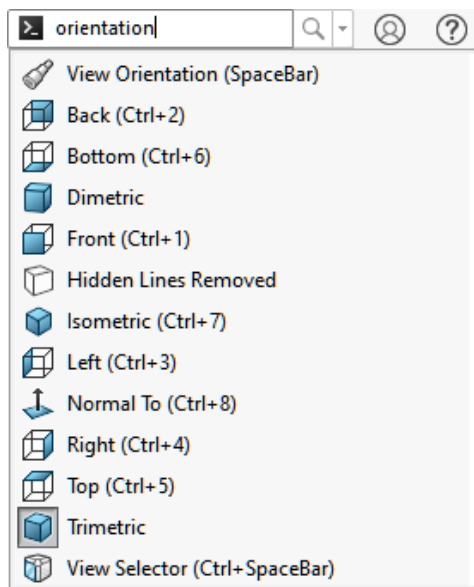 orientation
View Orientation (SpaceBar)
Back (Ctrl+2)
Bottom (Ctrl+6)
Dimetric
Front (Ctrl+1)
Hidden Lines Removed
Isometric (Ctrl+7)
Left (Ctrl+3)
Normal To (Ctrl+8)
Right (Ctrl+4)
Top (Ctrl+5)
Trimetric
View Selector (Ctrl+SpaceBar)